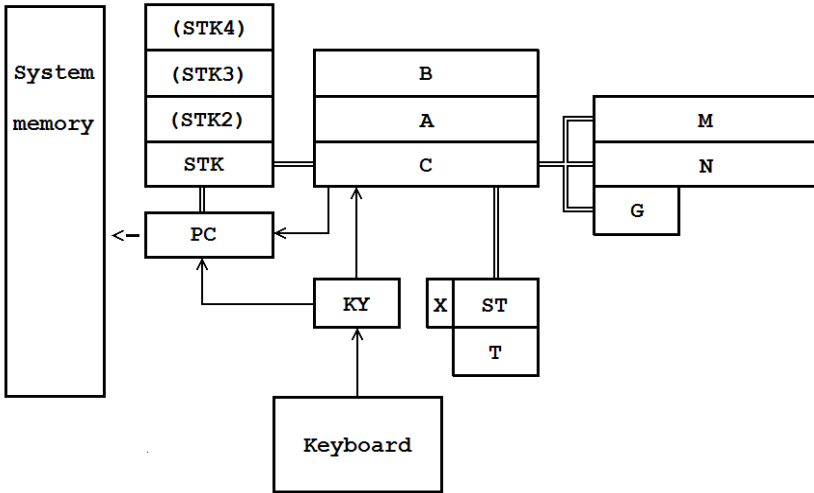 System
memory
(STK4)
(STK3)
(STK2)
STK
PC
B
A
C
M
N
G
KY
X
ST
T
Keyboard